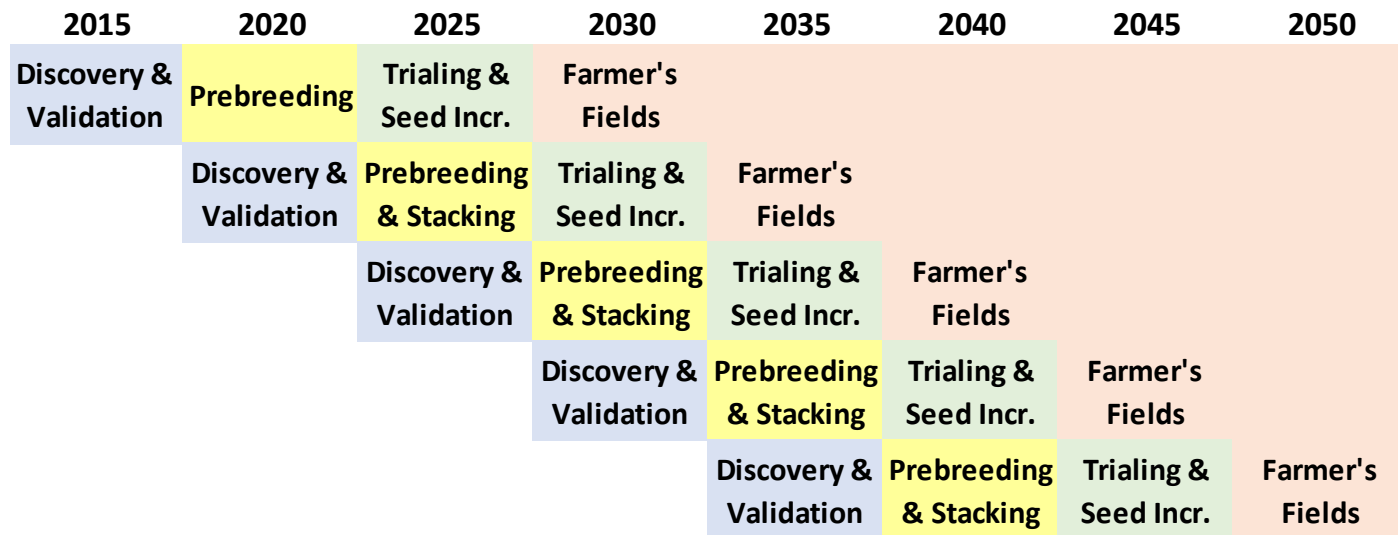 2015 2020 2025 2030 2035 2040 2045 2050
Discovery & Validation Prebreeding Trialing & Seed Incr. Farmer's Fields
Discovery & Validation Prebreeding & Stacking Trialing & Seed Incr. Farmer's Fields
Discovery & Validation Prebreeding & Stacking Trialing & Seed Incr. Farmer's Fields
Discovery & Validation Prebreeding & Stacking Trialing & Seed Incr. Farmer's Fields
Discovery & Validation Prebreeding & Stacking Trialing & Seed Incr. Farmer's Fields